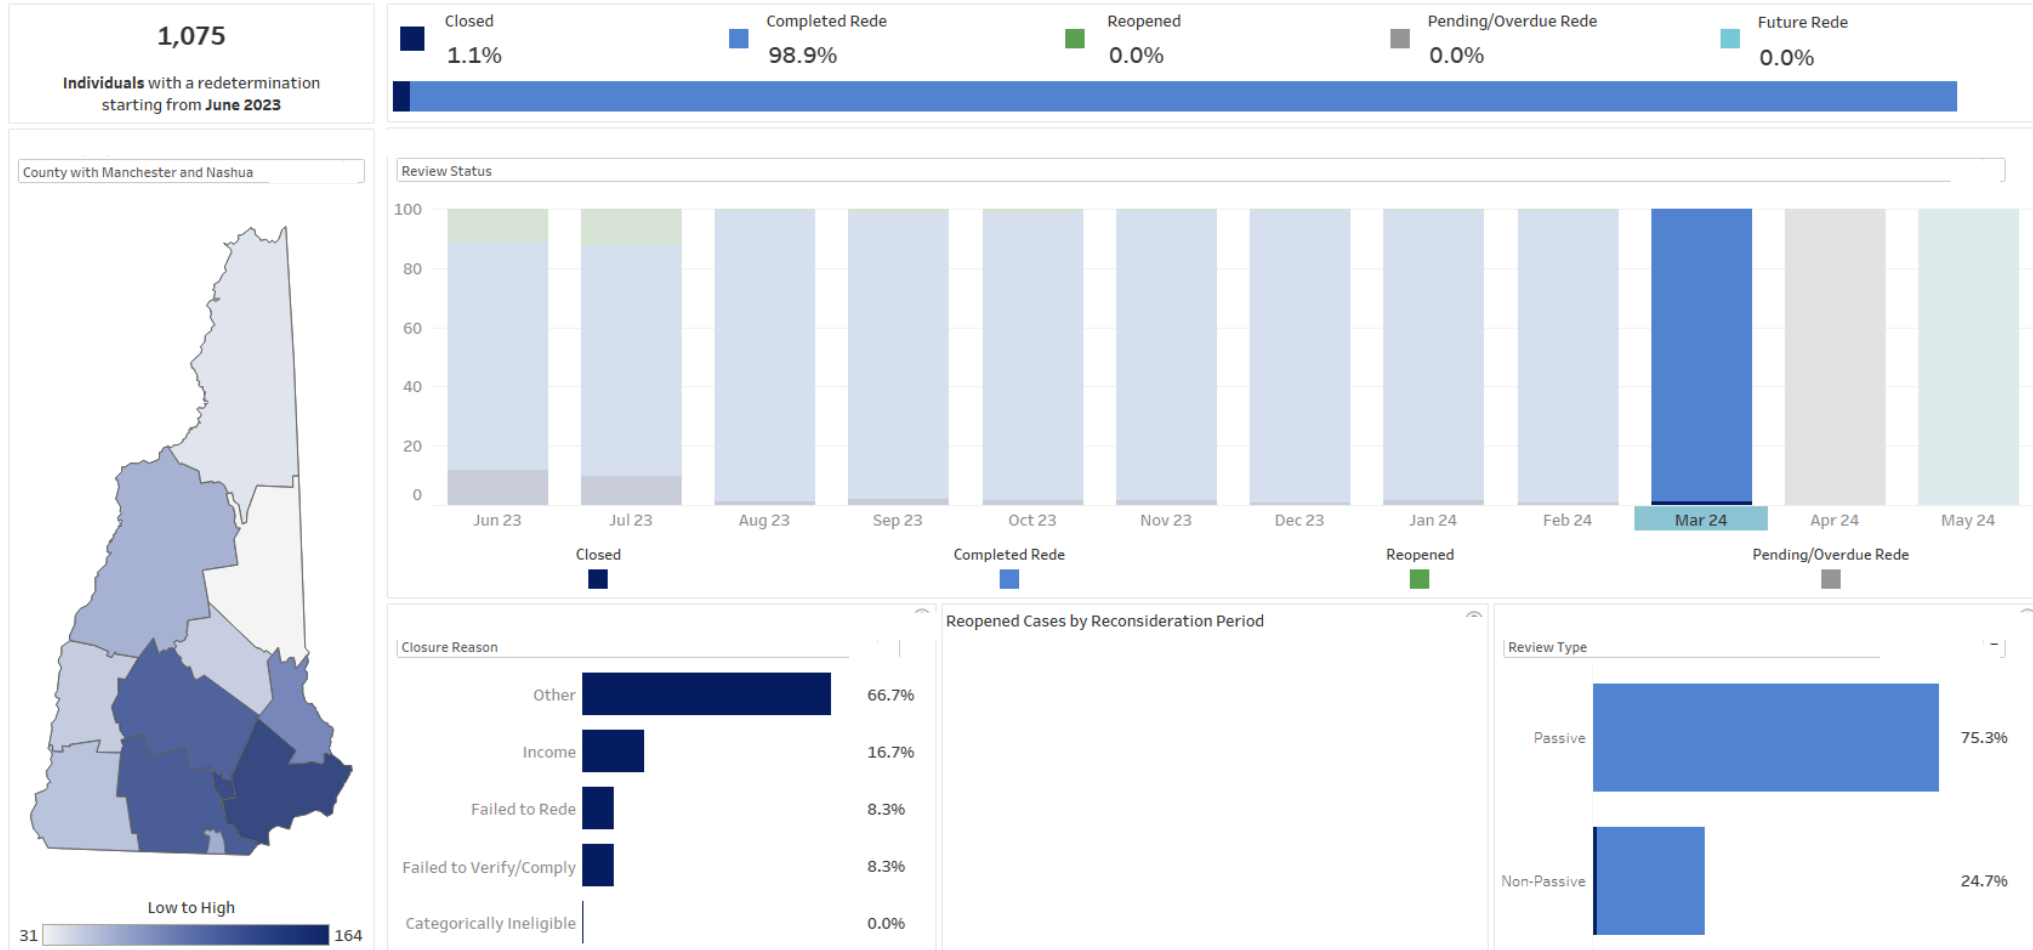 1,075
Individuals with a redetermination
starting from June 2023
Closed
1.1%
Completed Rede
98.9%
Reopened
0.0%
Pending/Overdue Rede
0.0%
Future Rede
0.0%
County with Manchester and Nashua
Low to High
31 164
Review Status
100
80
60
40
20
0
Jun 23 Jul 23 Aug 23 Sep 23 Oct 23 Nov 23 Dec 23 Jan 24 Feb 24 Mar 24 Apr 24 May 24
Closed Completed Rede Reopened Pending/Overdue Rede
Closure Reason
Other 66.7%
Income 16.7%
Failed to Rede 8.3%
Failed to Verify/Comply 8.3%
Categorically Ineligible 0.0%
Reopened Cases by Reconsideration Period
Review Type
Passive 75.3%
Non-Passive 24.7%